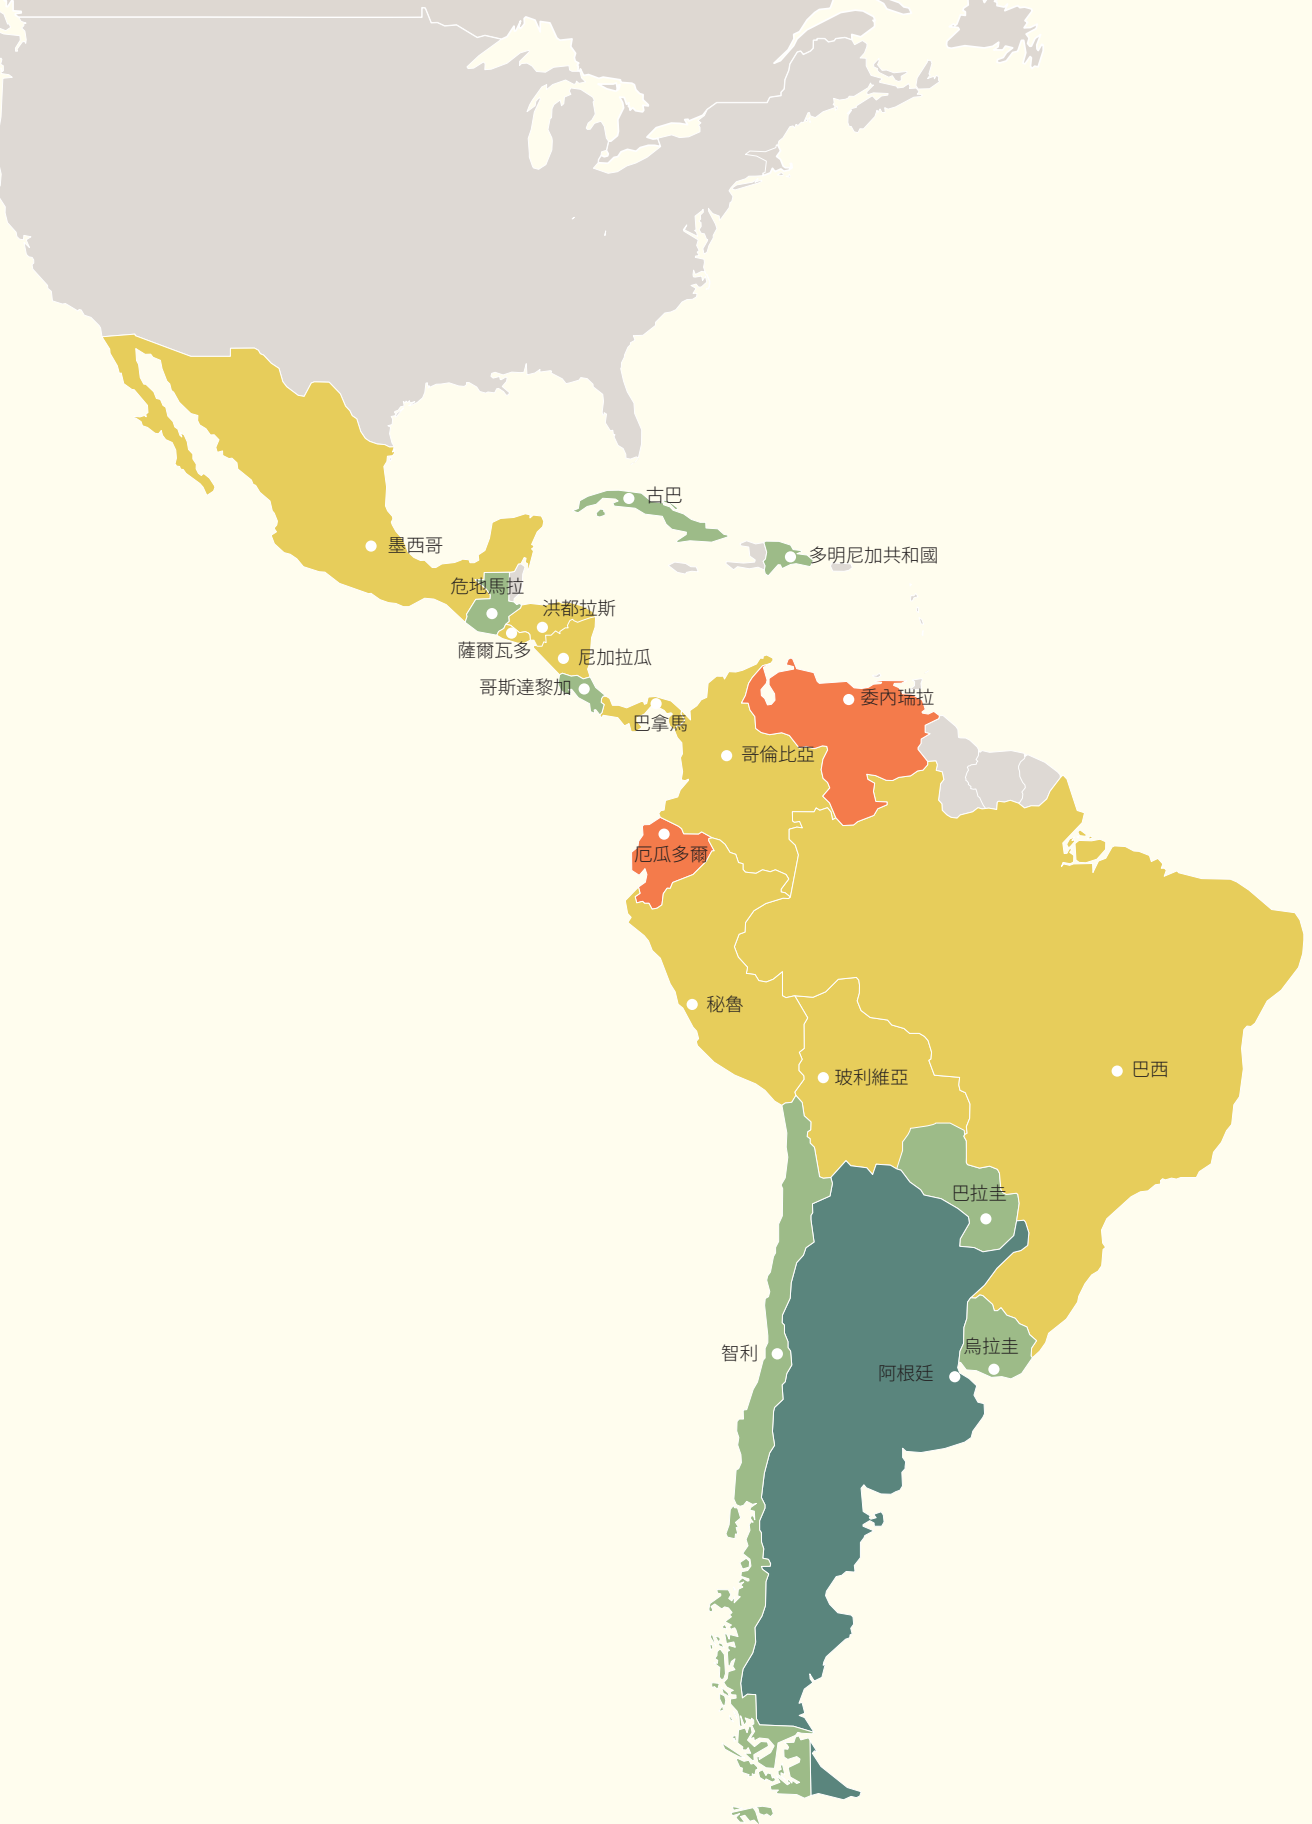 古巴
墨西哥
多明尼加共和國
危地馬拉
洪都拉斯
薩爾瓦多
尼加拉瓜
哥斯達黎加
委內瑞拉
巴拿馬
哥倫比亞
厄瓜多爾
秘魯
巴西
玻利維亞
巴拉圭
烏拉圭
智利
阿根廷